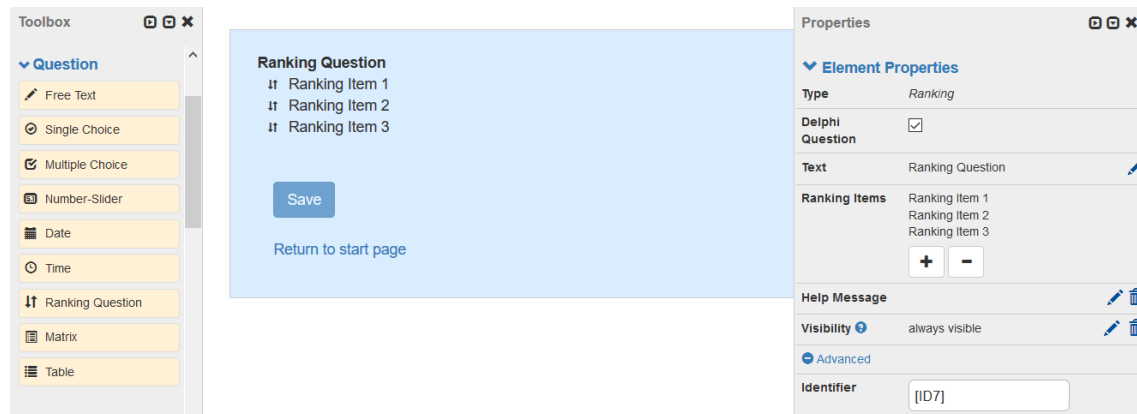 Toolbox
Question
Free Text
Single Choice
Multiple Choice
Number-Slider
Date
Time
Ranking Question
Matrix
Table
Ranking Question
Ranking Item 1
Ranking Item 2
Ranking Item 3
Save
Return to start page
Properties
Element Properties
Type Ranking
Delphi
Question
Text Ranking Question
Ranking Items Ranking Item 1
Ranking Item 2
Ranking Item 3
Help Message
Visibility always visible
Advanced
Identifier [ID7]